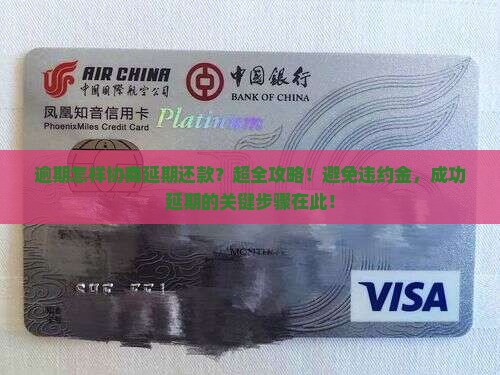 AIR CHINA
中国国际航空公司
中国银行
BANK OF CHINA
凤凰知音信用卡
PhoenixMiles Credit Card
Platinum
逾期怎样协商延期还款？超全攻略！避免违约金，成功
延期的关键步骤在此！
VISA